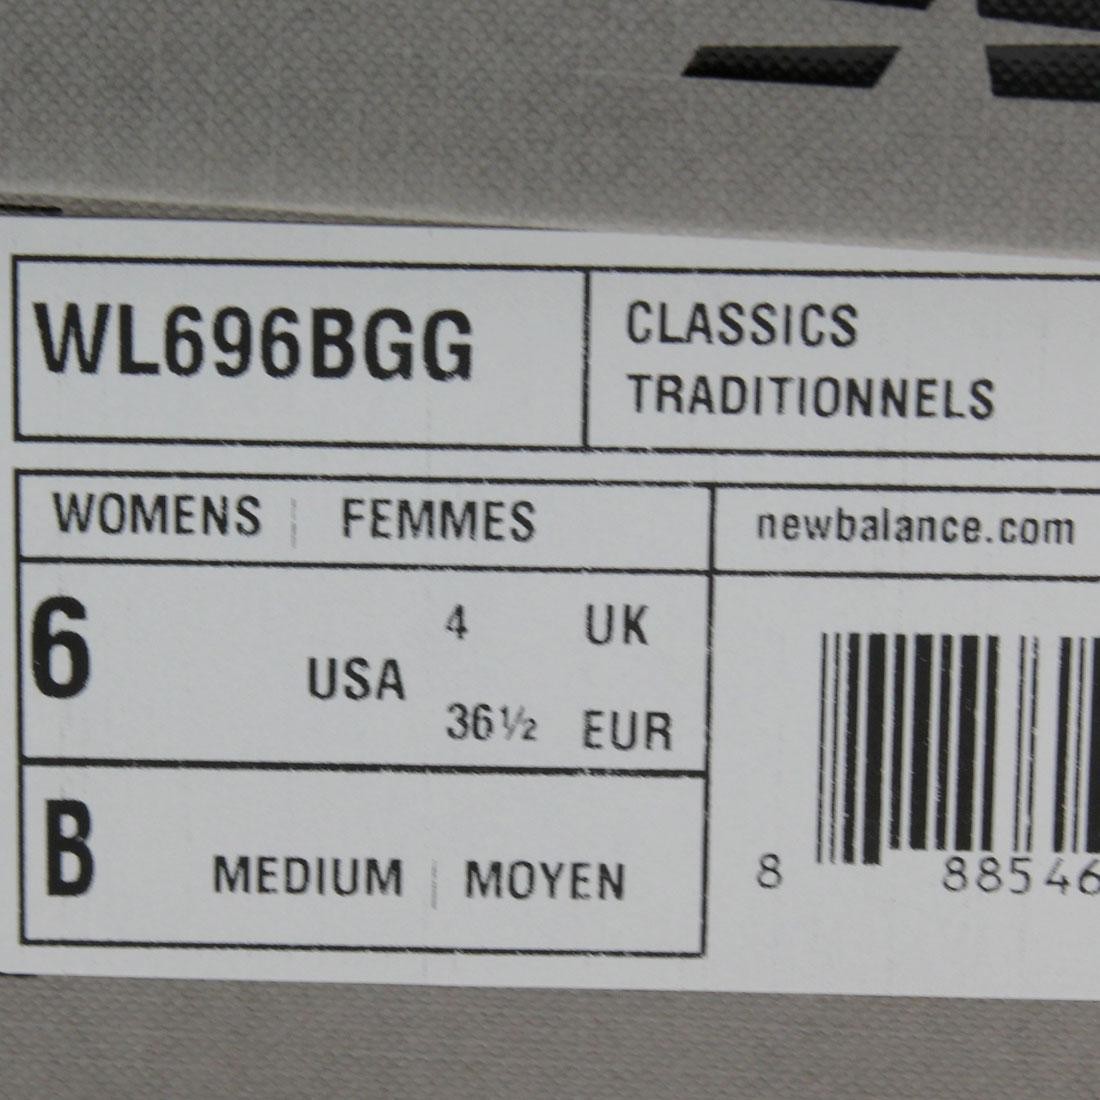 WL696BGG
CLASSICS
TRADITIONNELS
WOMENS | FEMMES
newbalance.com
6 USA
4 UK
36½ EUR
B MEDIUM | MOYEN
8 88546